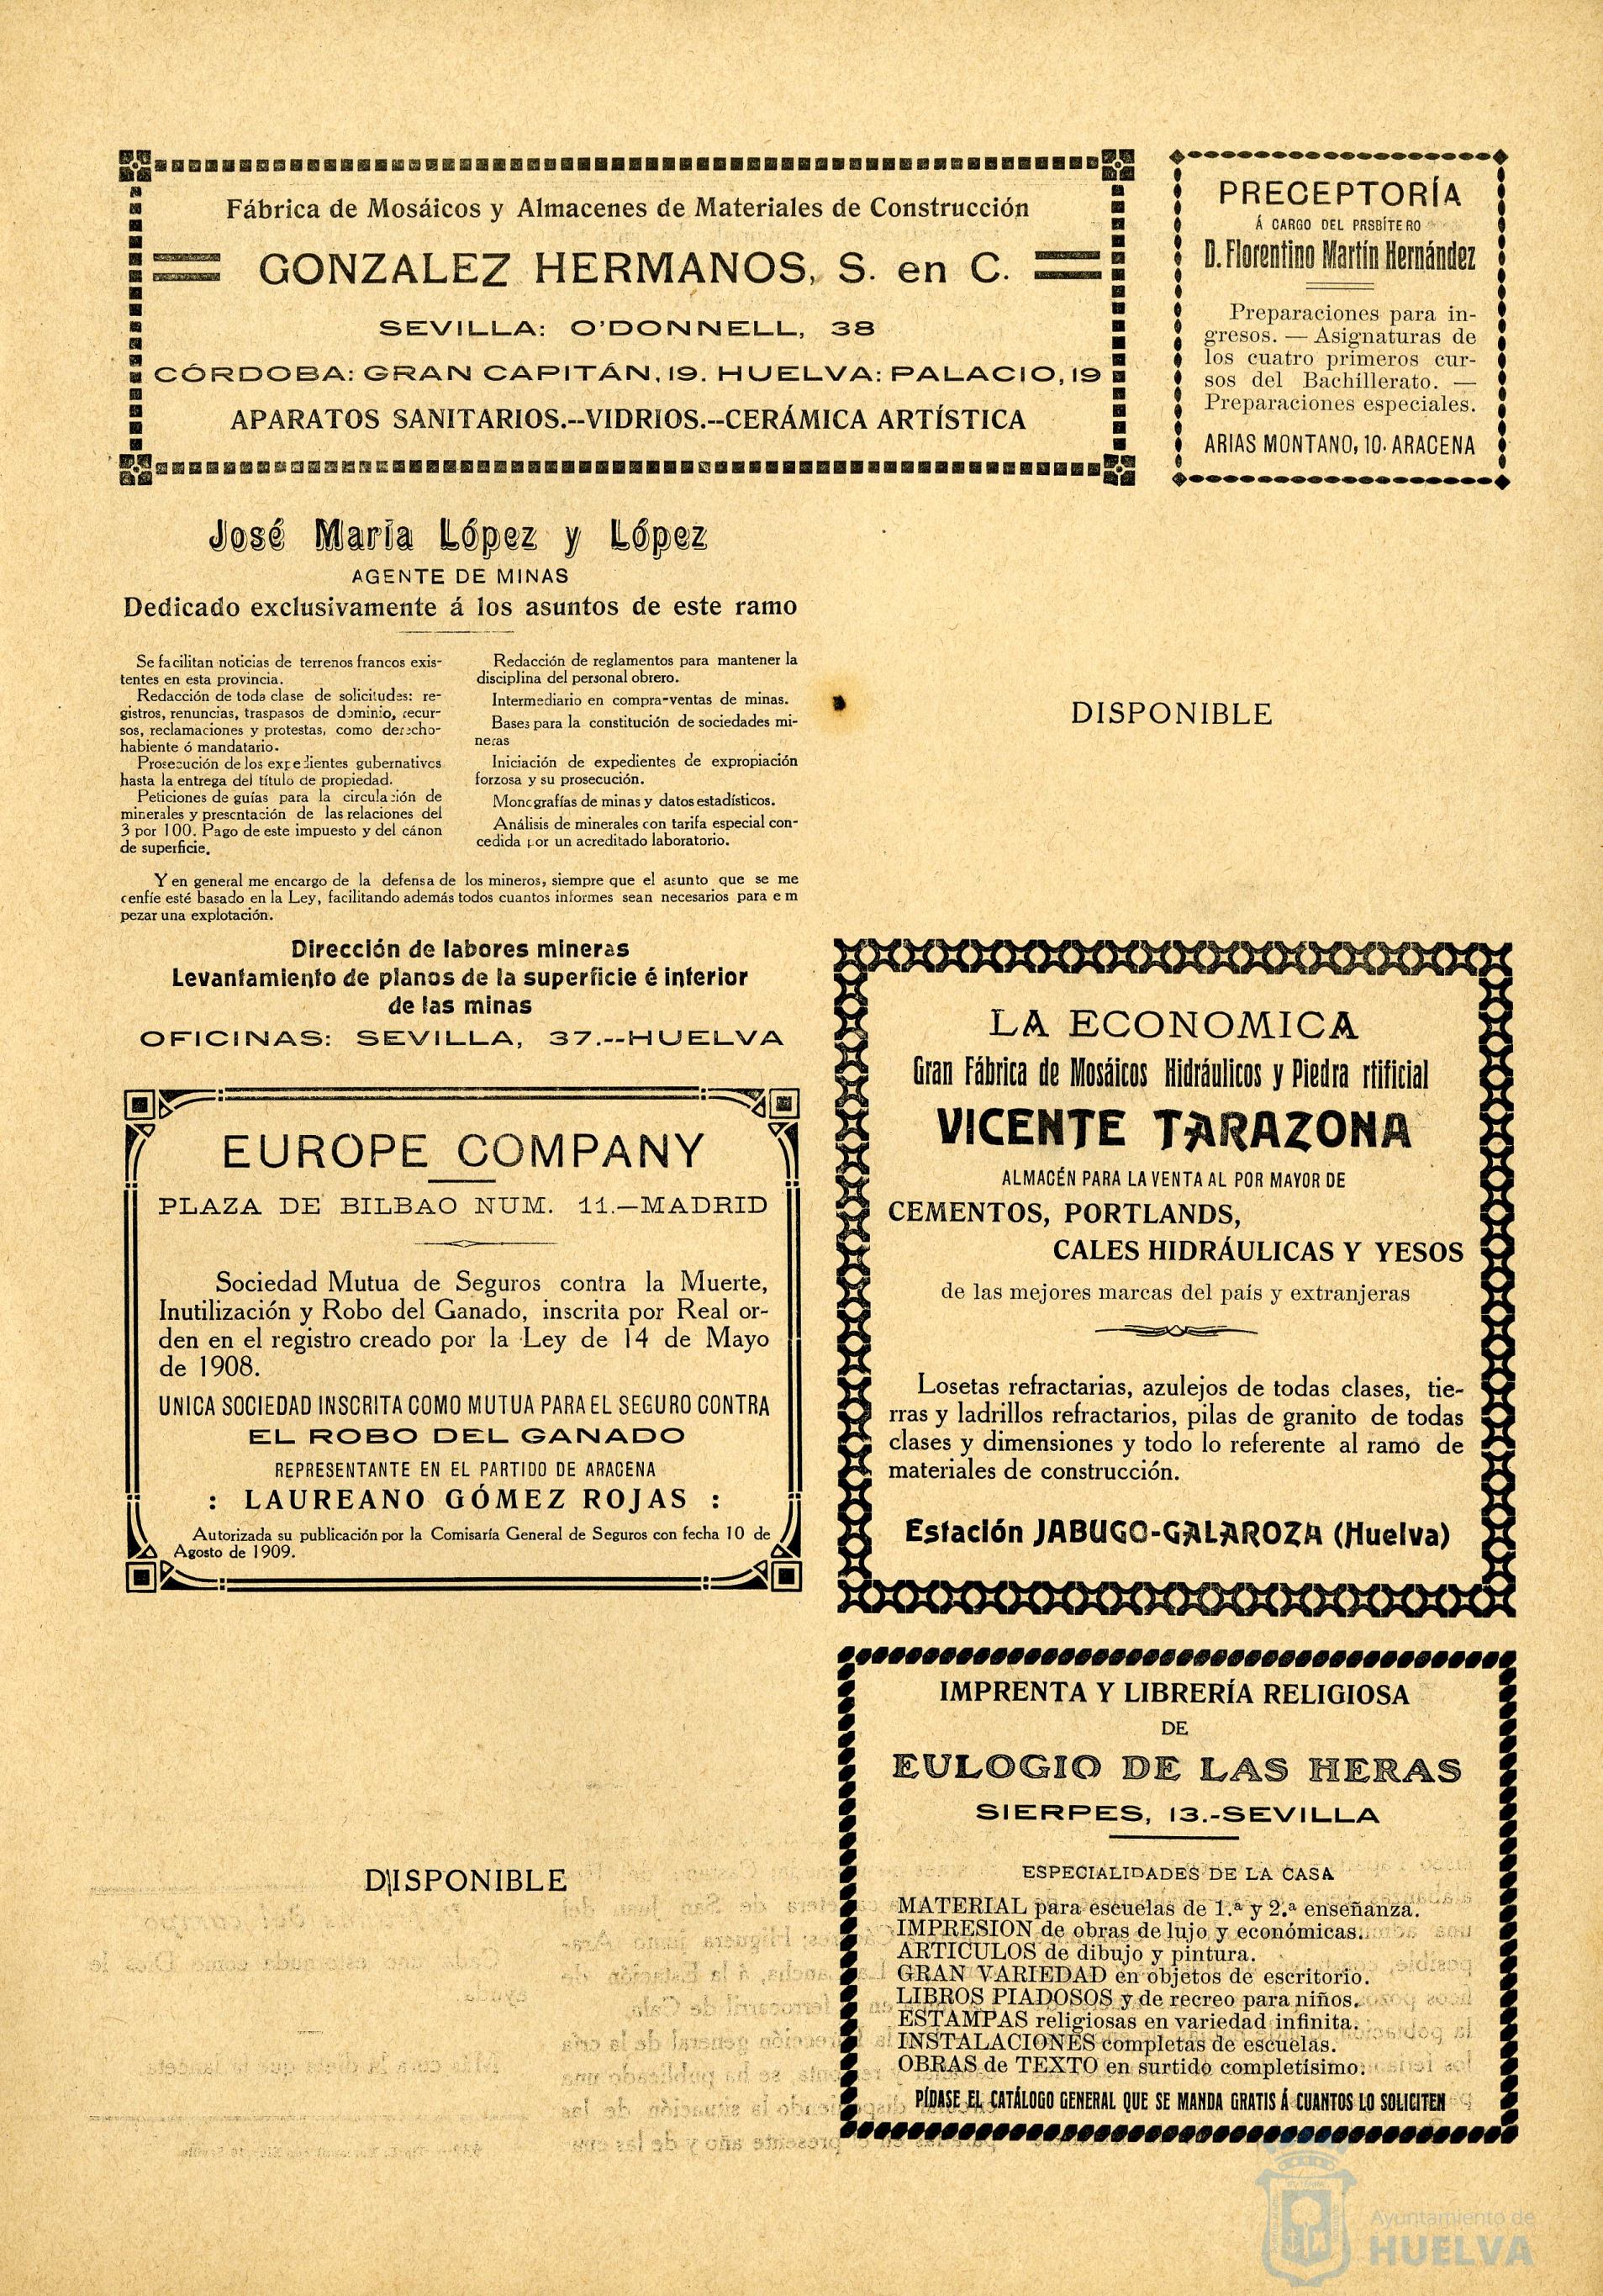 Fábrica de Mosáicos y Almacenes de Materiales de Construcción
GONZALEZ HERMANOS, S. en C.
SEVILLA: O'DONNELL, 38
CÓRDOBA: GRAN CAPITÁN, 19. HUELVA: PALACIO, 19
APARATOS SANITARIOS.--VIDRIOS.--CERÁMICA ARTÍSTICA
PRECEPTORÍA
Á CARGO DEL PRSBÍTERO
D. Florentino Martín Hernández
Preparaciones para in-
gresos. — Asignaturas de
los cuatro primeros cur-
sos del Bachillerato. —
Preparaciones especiales.
ARIAS MONTANO, 10. ARACENA
José María López y López
AGENTE DE MINAS
Dedicado exclusivamente á los asuntos de este ramo
Se facilitan noticias de terrenos francos exis-
tentes en esta provincia.
Redacción de toda clase de solicitudes: re-
gistros, renuncias, traspasos de dominio, recur-
sos, reclamaciones y protestas, como derecho-
habiente ó mandatario.
Prosecución de los expedientes gubernativos
hasta la entrega del título de propiedad.
Peticiones de guías para la circulación de
minerales y presentación de las relaciones del
3 por 100. Pago de este impuesto y del cánon
de superficie.
Redacción de reglamentos para mantener la
disciplina del personal obrero.
Intermediario en compra-ventas de minas.
Bases para la constitución de sociedades mi-
neras
Iniciación de expedientes de expropiación
forzosa y su prosecución.
Monografías de minas y datos estadísticos.
Análisis de minerales con tarifa especial con-
cedida por un acreditado laboratorio.
Y en general me encargo de la defensa de los mineros, siempre que el asunto que se me
cenfíe esté basado en la Ley, facilitando además todos cuantos informes sean necesarios para em
pezar una explotación.
Dirección de labores mineras
Levantamiento de planos de la superficie é interior
de las minas
OFICINAS: SEVILLA, 37.--HUELVA
DISPONIBLE
EUROPE COMPANY
PLAZA DE BILBAO NUM. 11.—MADRID
Sociedad Mutua de Seguros contra la Muerte,
Inutilización y Robo del Ganado, inscrita por Real or-
den en el registro creado por la Ley de 14 de Mayo
de 1908.
UNICA SOCIEDAD INSCRITA COMO MUTUA PARA EL SEGURO CONTRA
EL ROBO DEL GANADO
REPRESENTANTE EN EL PARTIDO DE ARACENA
: LAUREANO GÓMEZ ROJAS :
Autorizada su publicación por la Comisaría General de Seguros con fecha 10 de
Agosto de 1909.
LA ECONOMICA
Gran Fábrica de Mosáicos Hidráulicos y Piedra rtificial
VICENTE TARAZONA
ALMACÉN PARA LA VENTA AL POR MAYOR DE
CEMENTOS, PORTLANDS,
CALES HIDRÁULICAS Y YESOS
de las mejores marcas del país y extranjeras
Losetas refractarias, azulejos de todas clases, tie-
rras y ladrillos refractarios, pilas de granito de todas
clases y dimensiones y todo lo referente al ramo de
materiales de construcción.
Estación JABUGO-GALAROZA (Huelva)
DISPONIBLE
IMPRENTA Y LIBRERÍA RELIGIOSA
DE
EULOGIO DE LAS HERAS
SIERPES, 13.-SEVILLA
ESPECIALIDADES DE LA CASA
MATERIAL para escuelas de 1.ª y 2.ª enseñanza.
IMPRESION de obras de lujo y económicas.
ARTICULOS de dibujo y pintura.
GRAN VARIEDAD en objetos de escritorio.
LIBROS PIADOSOS y de recreo para niños.
ESTAMPAS religiosas en variedad infinita.
INSTALACIONES completas de escuelas.
OBRAS de TEXTO en surtido completisimo.
PÍDASE EL CATÁLOGO GENERAL QUE SE MANDA GRATIS Á CUANTOS LO SOLICITEN
Ayuntamiento de
HUELVA